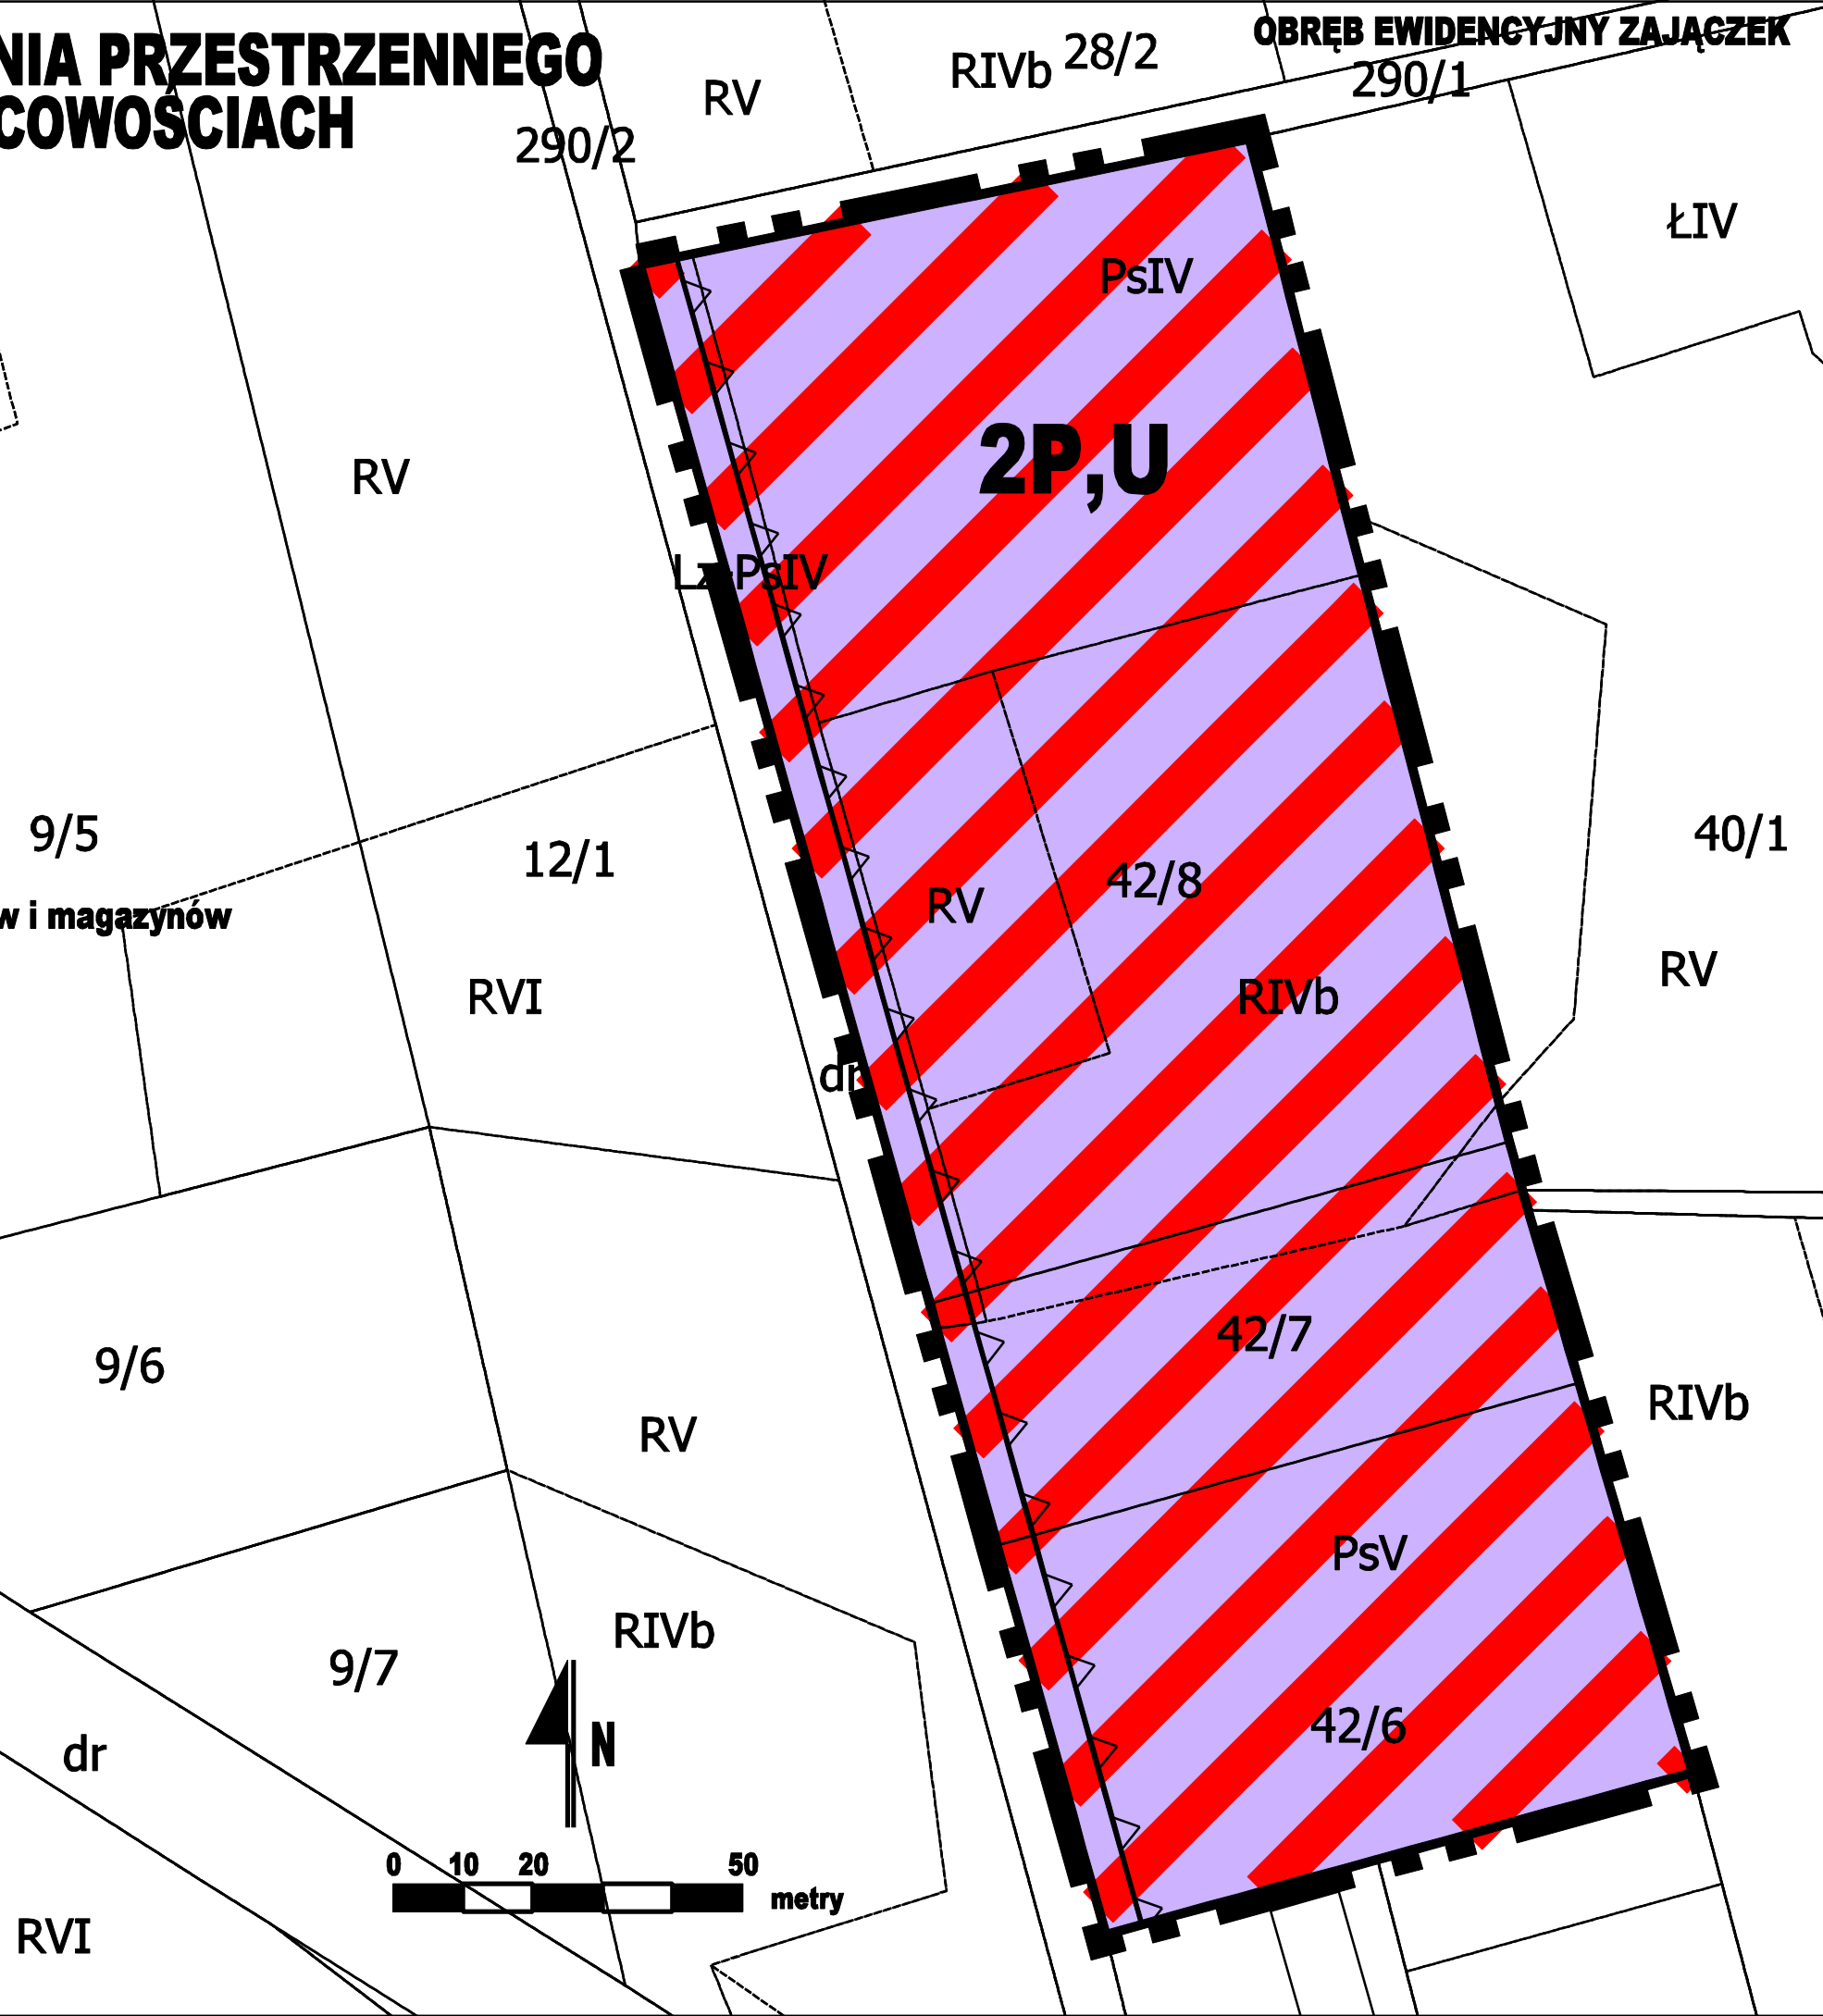 NIA PRZESTRZENNEGO
COWOŚCIACH
OBRĘB EWIDENCYJNY ZAJĄCZEK
RV
RIVb
28/2
290/1
290/2
ŁIV
PsIV
2P,U
RV
Lz-PsIV
9/5
12/1
42/8
40/1
RV
w i magazynów
RVI
RIVb
RV
dr
9/6
42/7
RIVb
RV
PsV
RIVb
9/7
42/6
dr
N
0 10 20 50
metry
RVI